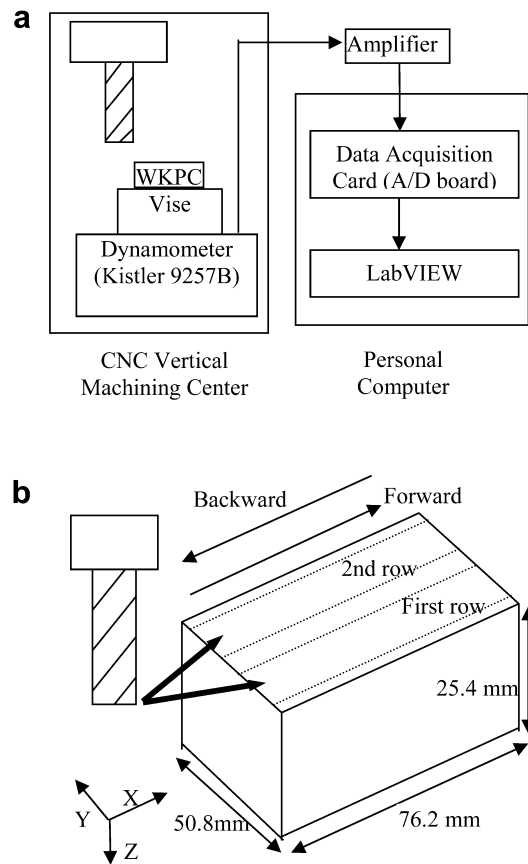 a
Amplifier
WKPC
Vise
Dynamometer
(Kistler 9257B)
Data Acquisition
Card (A/D board)
LabVIEW
CNC Vertical
Machining Center
Personal
Computer
b
Backward
Forward
2nd row
First row
25.4 mm
X
Y
Z
50.8mm
76.2 mm